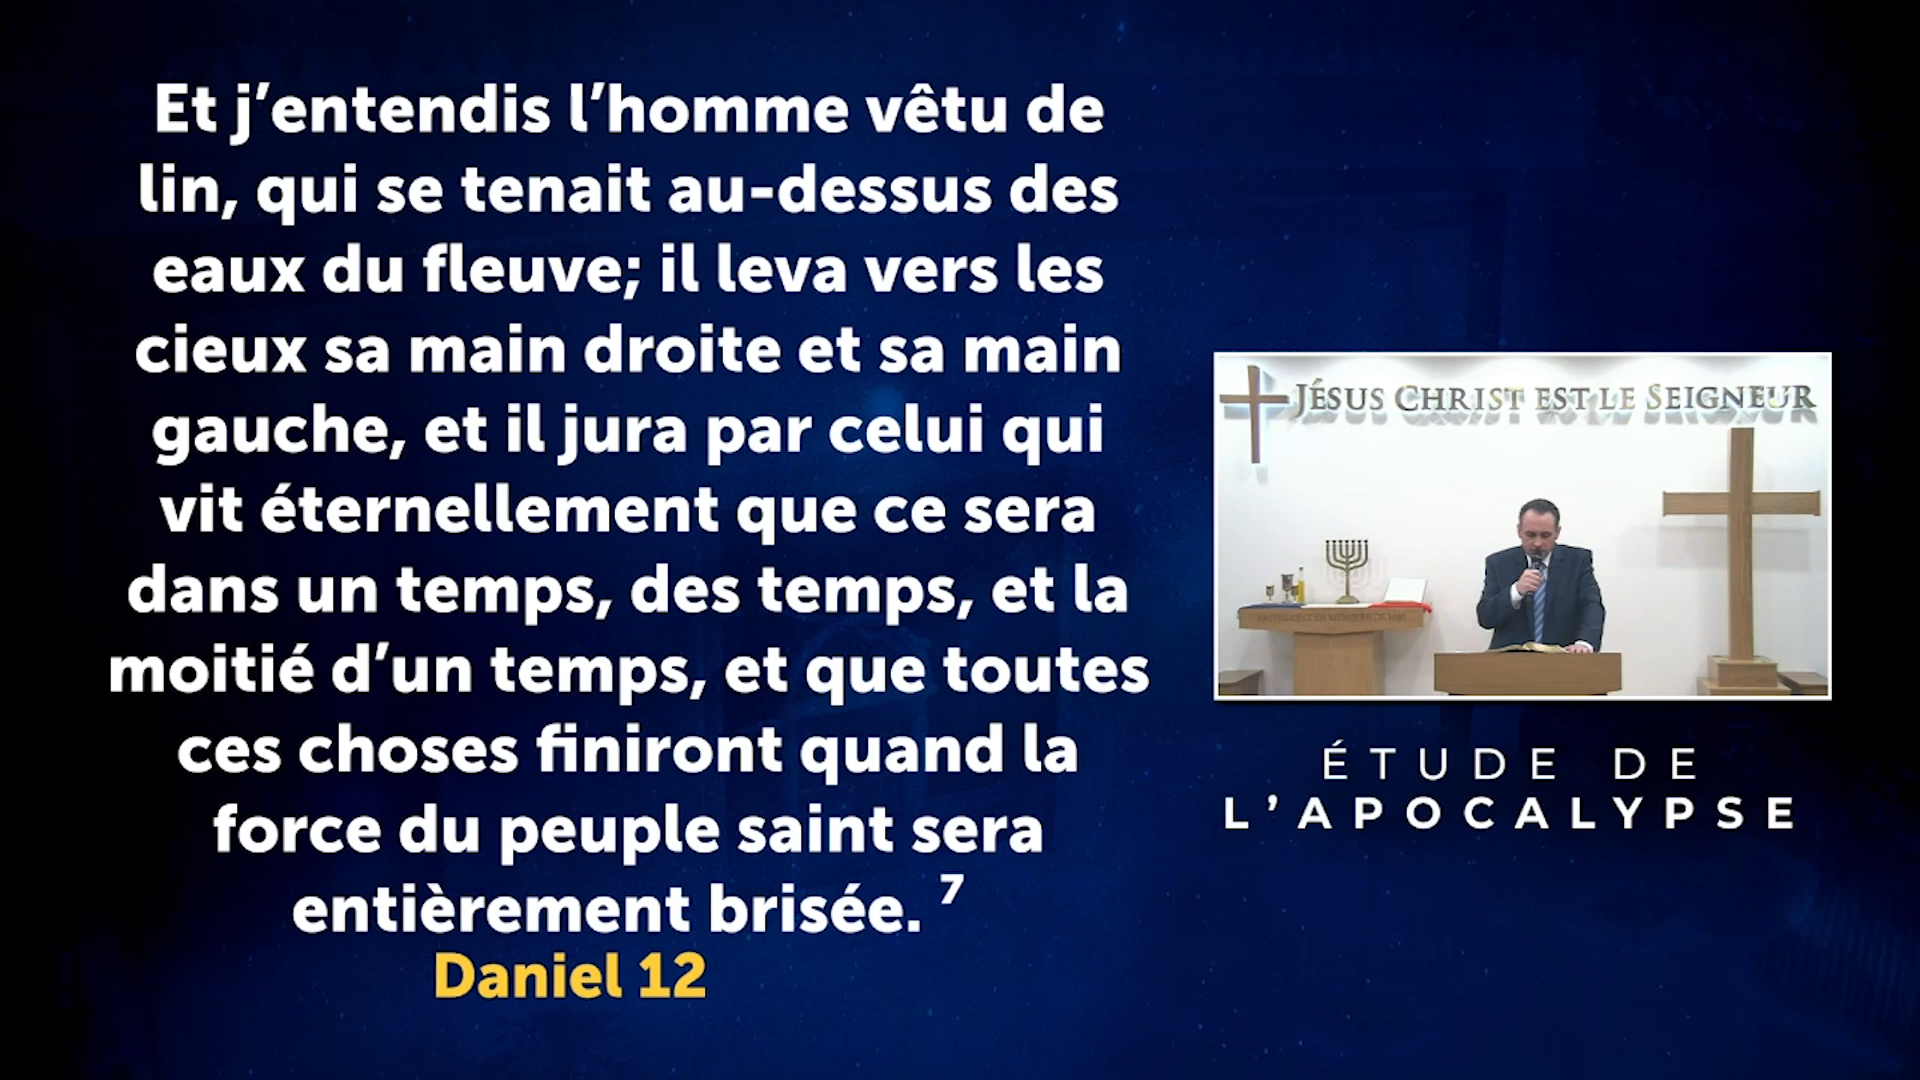 Et j’entendis l’homme vêtu de
lin, qui se tenait au-dessus des
eaux du fleuve; il leva vers les
cieux sa main droite et sa main
gauche, et il jura par celui qui
vit éternellement que ce sera
dans un temps, des temps, et la
moitié d’un temps, et que toutes
ces choses finiront quand la
force du peuple saint sera
entièrement brisée. ⁷
Daniel 12
JÉSUS CHRIST EST LE SEIGNEUR
ÉTUDE DE
L’APOCALYPSE